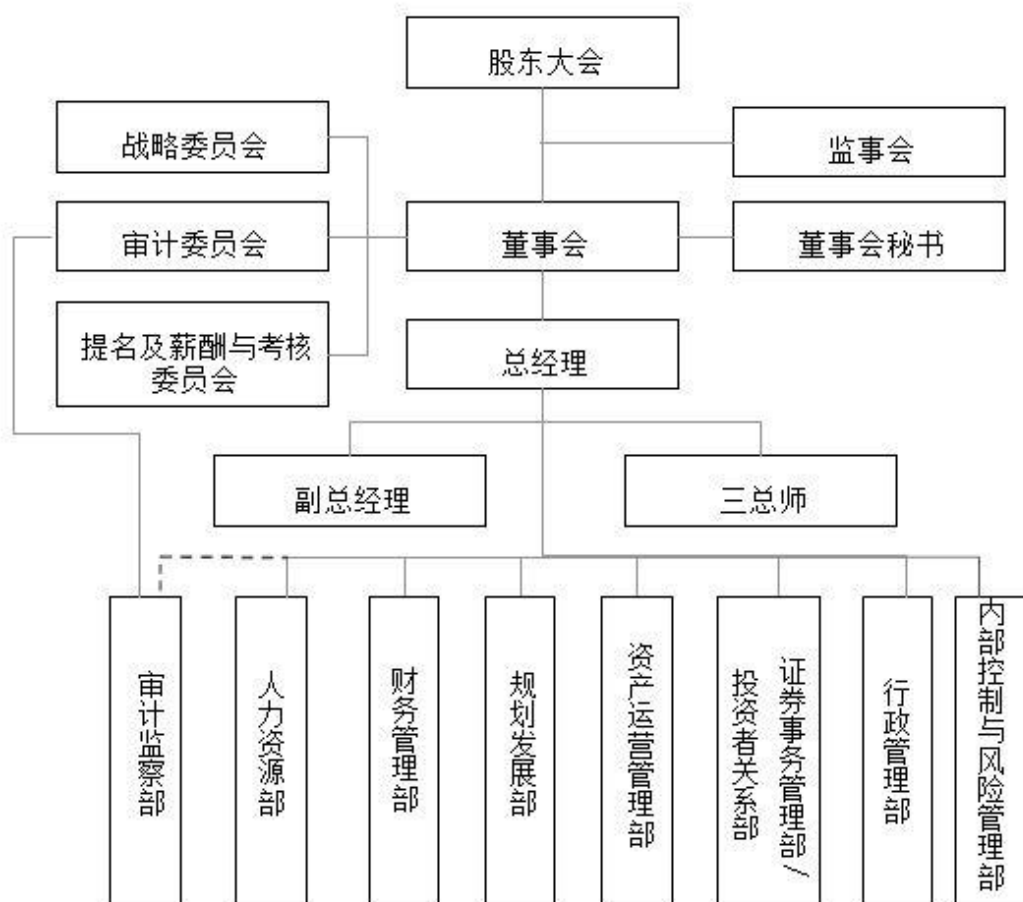 股东大会
战略委员会
监事会
审计委员会
董事会
董事会秘书
提名及薪酬与考核
委员会
总经理
副总经理
三总师
审计监察部
人力资源部
财务管理部
规划发展部
资产运营管理部
证券事务管理部/
投资者关系部
行政管理部
内部控制与风险管理部